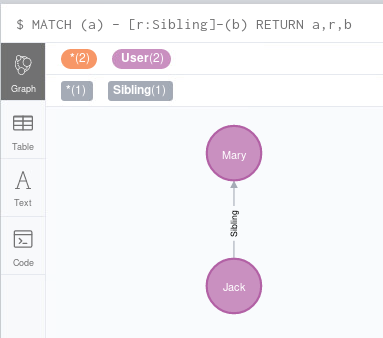 $ MATCH (a) - [r:Sibling]-(b) RETURN a,r,b
*(2) User(2)
*(1) Sibling(1)
Graph
Table
Text
Code
Mary
Sibling
Jack